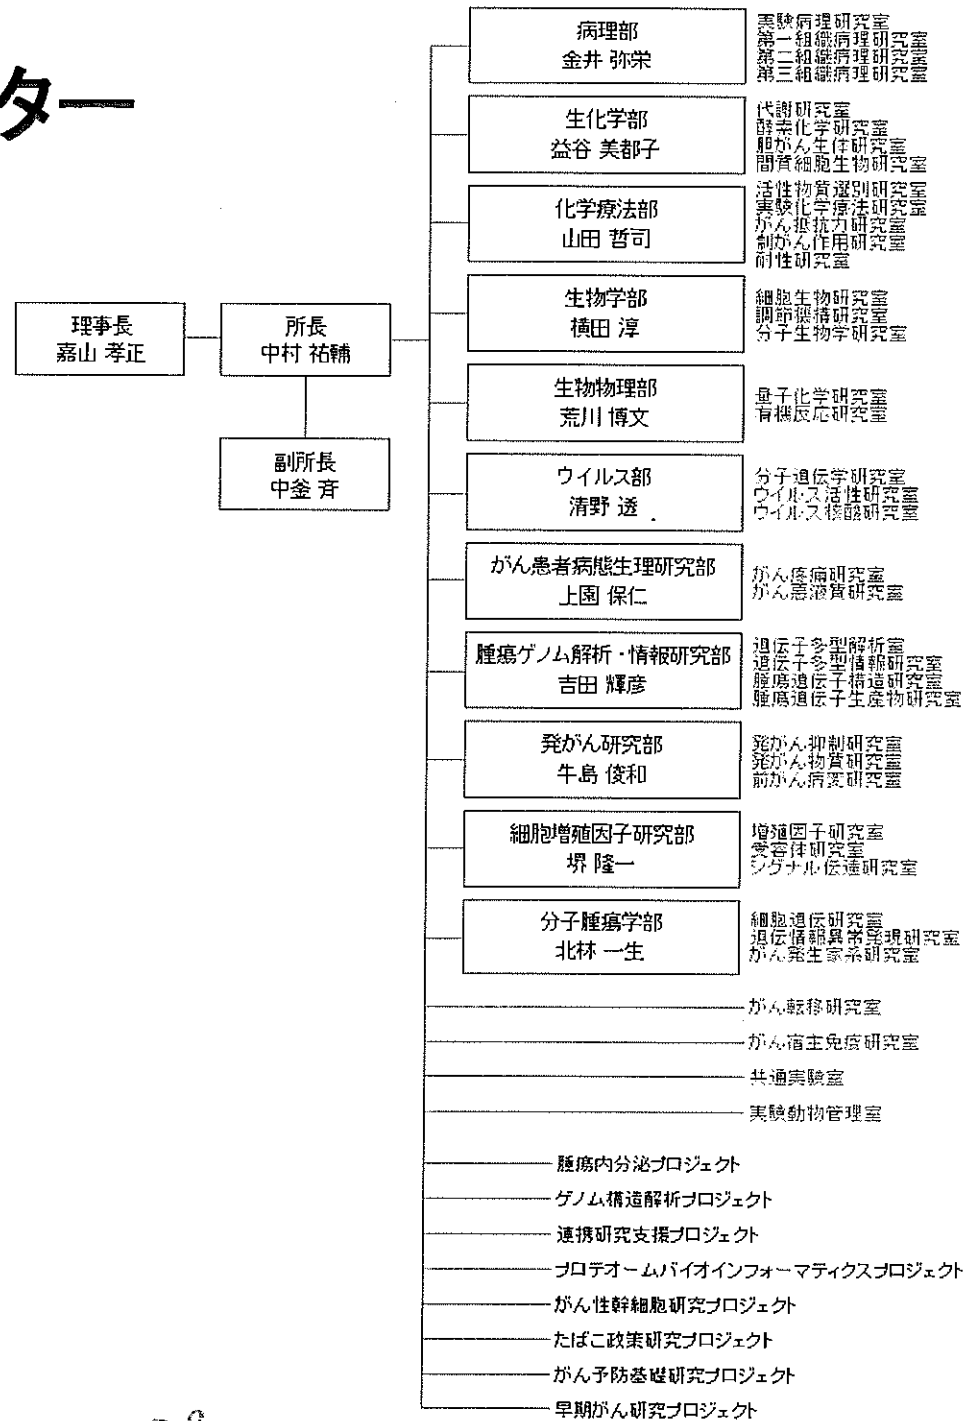 ター
病理部
金井 弥栄
実験病理研究室
第一組織病理研究室
第二組織病理研究室
第三組織病理研究室
生化学部
益谷 美都子
代謝研究室
酵素化学研究室
胆がん生体研究室
間質細胞生物研究室
化学療法部
山田 哲司
活性物質選別研究室
実験化学療法研究室
がん抵抗力研究室
制がん作用研究室
耐性研究室
生物学部
横田 淳
細胞生物研究室
調節機構研究室
分子生物学研究室
理事長
嘉山 孝正
所長
中村 祐輔
副所長
中釜 斉
生物物理部
荒川 博文
量子化学研究室
有機反応研究室
ウイルス部
清野 透
分子遺伝学研究室
ウイルス活性研究室
ウイルス核酸研究室
がん患者病態生理研究部
上園 保仁
がん疼痛研究室
がん悪液質研究室
腫瘍ゲノム解析・情報研究部
吉田 輝彦
遺伝子多型解析室
遺伝子多型情報研究室
腫瘍遺伝子構造研究室
腫瘍遺伝子生産物研究室
発がん研究部
牛島 俊和
発がん抑制研究室
発がん物質研究室
前がん病変研究室
細胞増殖因子研究部
堺 隆一
増殖因子研究室
受容体研究室
シグナル伝達研究室
分子腫瘍学部
北林 一生
細胞遺伝研究室
遺伝情報異常発現研究室
がん発生家系研究室
がん転移研究室
がん宿主免疫研究室
共通実験室
実験動物管理室
腫瘍内分泌プロジェクト
ゲノム構造解析プロジェクト
連携研究支援プロジェクト
プロテオームバイオインフォーマティクスプロジェクト
がん性幹細胞研究プロジェクト
たばこ政策研究プロジェクト
がん予防基礎研究プロジェクト
早期がん研究プロジェクト